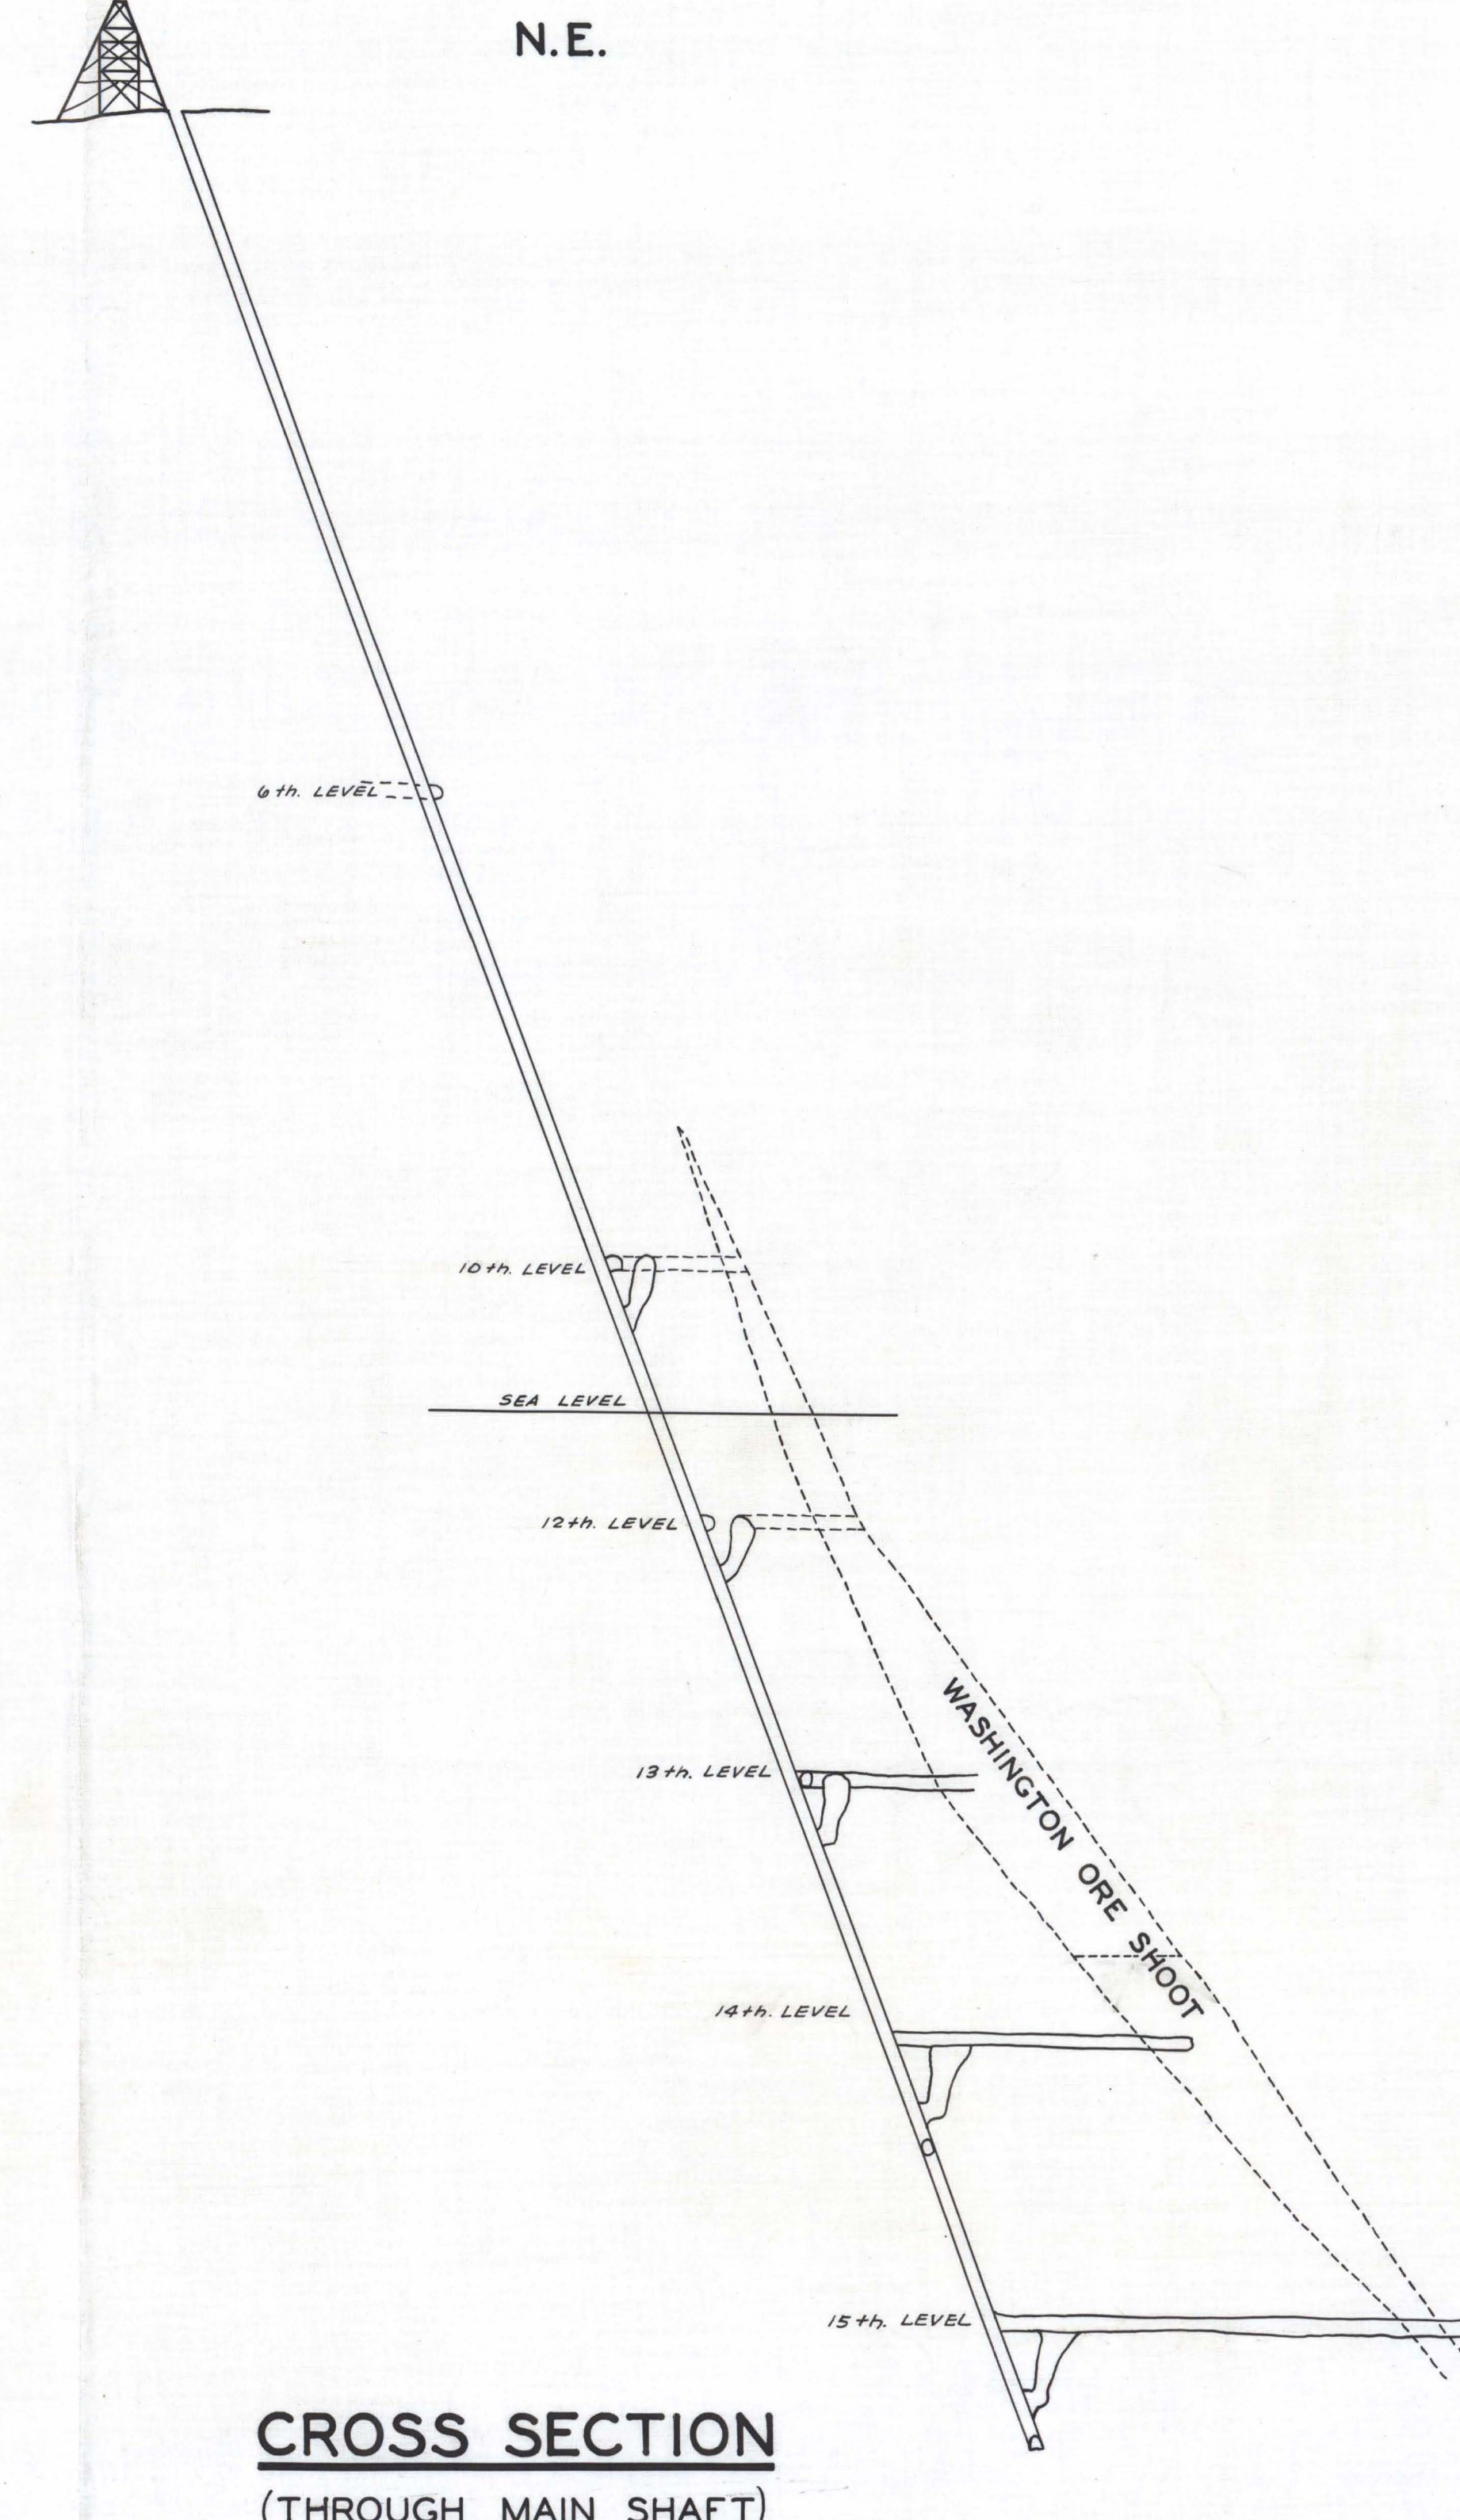 N.E.
6th. LEVEL
10th. LEVEL
SEA LEVEL
12th. LEVEL
WASHINGTON ORE SHOOT
13th. LEVEL
14th. LEVEL
15th. LEVEL
CROSS SECTION
(THROUGH MAIN SHAFT)